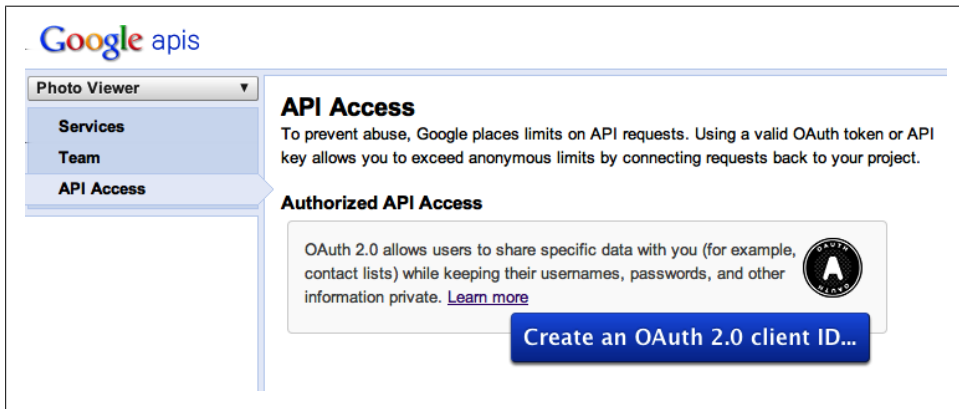 Google apis
Photo Viewer
Services
Team
API Access
API Access
To prevent abuse, Google places limits on API requests. Using a valid OAuth token or API
key allows you to exceed anonymous limits by connecting requests back to your project.
Authorized API Access
OAuth 2.0 allows users to share specific data with you (for example,
contact lists) while keeping their usernames, passwords, and other
information private. Learn more
OAUTH
A
OAUTH
Create an OAuth 2.0 client ID...